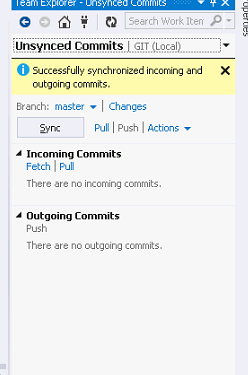 Team Explorer - Unsynced Commits
Search Work Item
Unsynced Commits | GIT (Local)
Successfully synchronized incoming and
outgoing commits.
Branch: master | Changes
Sync Pull | Push | Actions
Incoming Commits
Fetch | Pull
There are no incoming commits.
Outgoing Commits
Push
There are no outgoing commits.
operties